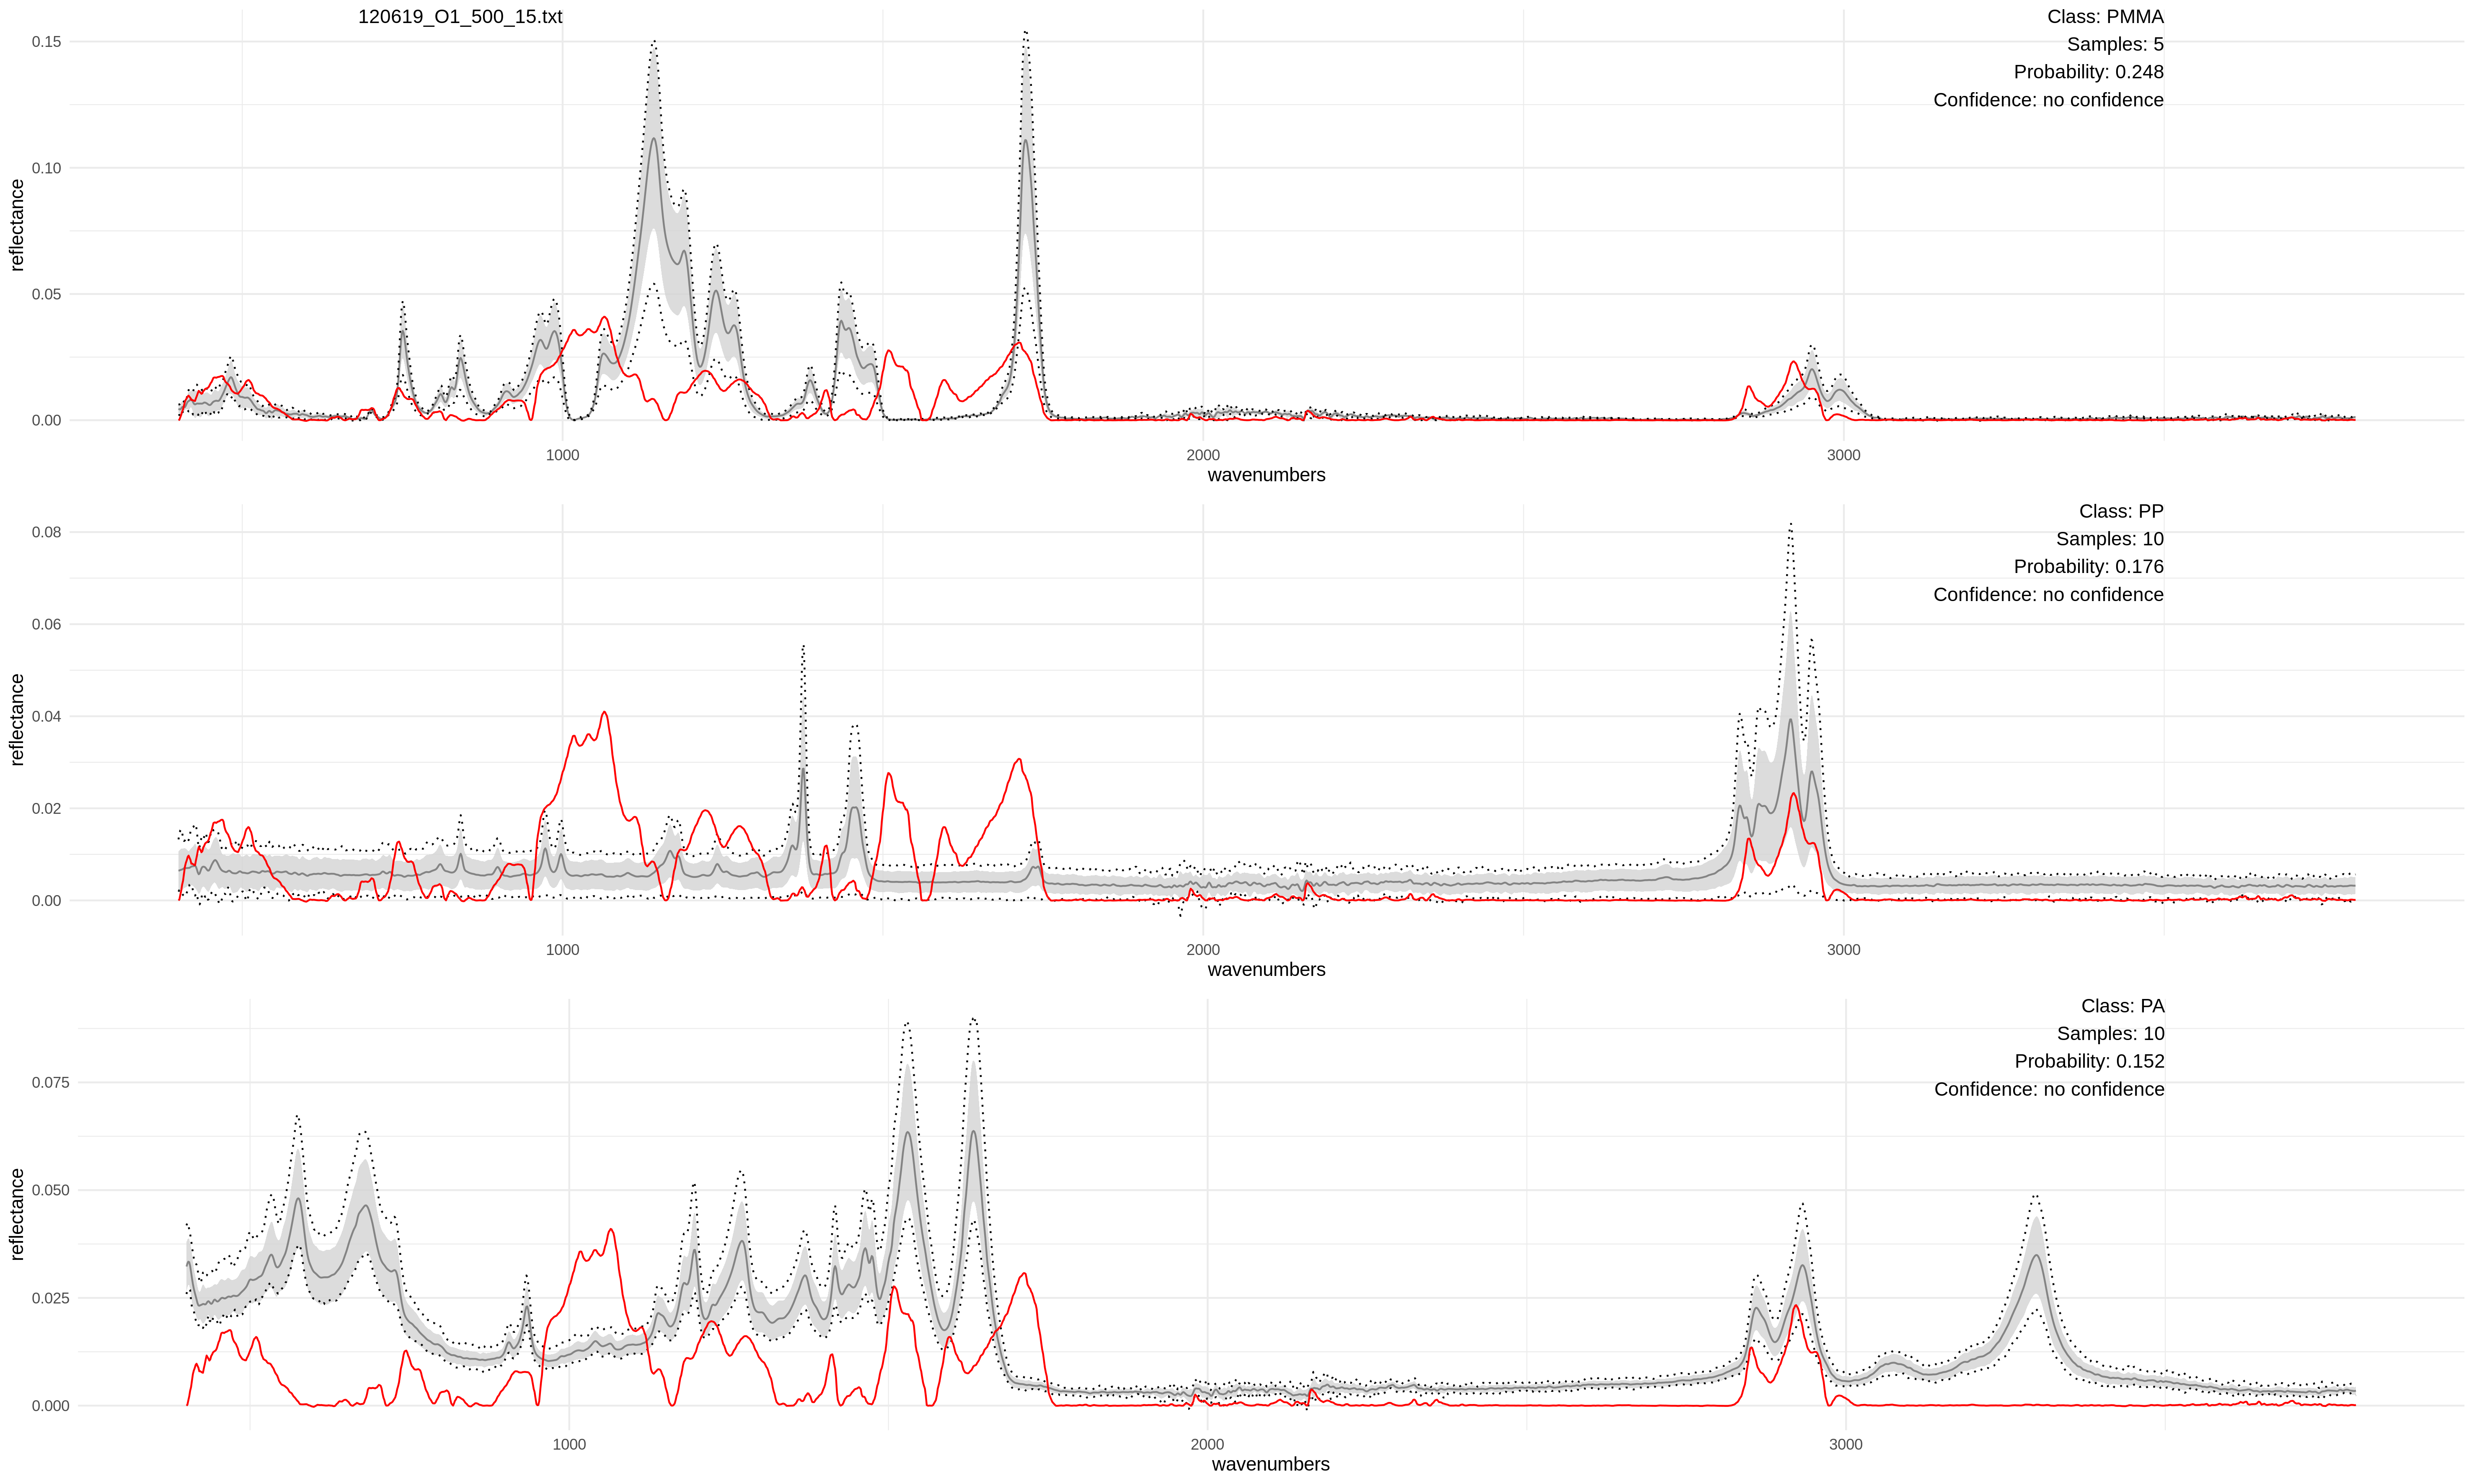 120619_O1_500_15.txt
Class: PMMA
Samples: 5
Probability: 0.248
Confidence: no confidence
0.15
0.10
0.05
0.00
reflectance
1000
2000
3000
wavenumbers
Class: PP
Samples: 10
Probability: 0.176
Confidence: no confidence
0.08
0.06
0.04
0.02
0.00
reflectance
1000
2000
3000
wavenumbers
Class: PA
Samples: 10
Probability: 0.152
Confidence: no confidence
0.075
0.050
0.025
0.000
reflectance
1000
2000
3000
wavenumbers